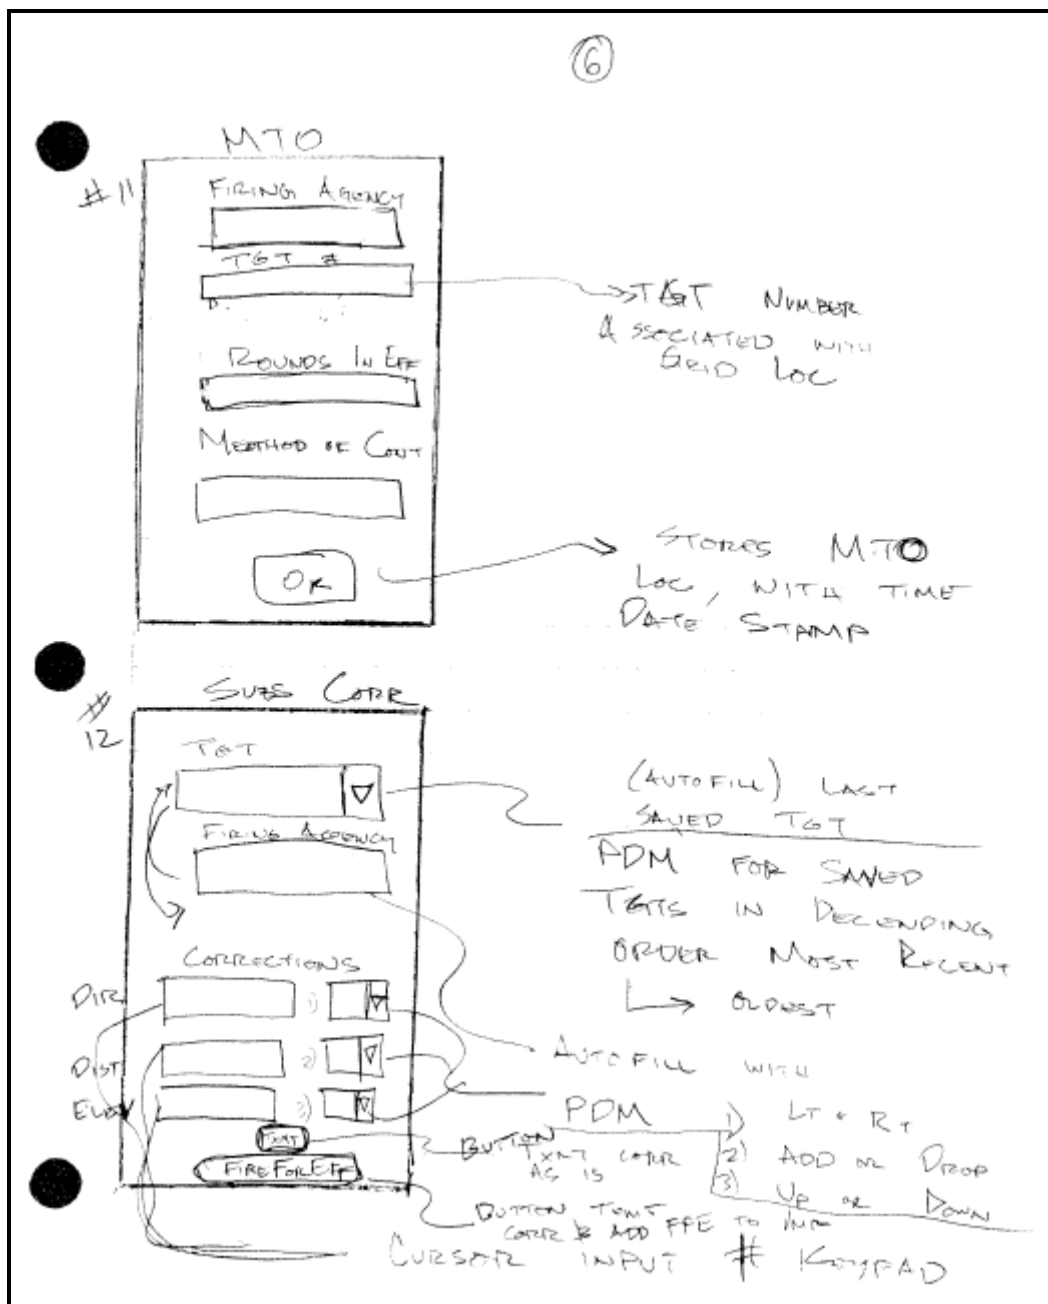 6
MTO
#11
FIRING AGENCY
TGT #
TAGT NUMBER
ASSOCIATED WITH
GRID LOC
ROUNDS IN EFF
MEETHOD OF CONT
OK
STORES MTO
LOC, WITH TIME
DATE STAMP
SUBS CORR
#
12
TGT
(AUTOFILL) LAST
SAVED TGT
FIRING AGENCY
PDM FOR SAVED
TGTS IN DECENDING
ORDER MOST RECENT
OLDEST
CORRECTIONS
DIR 1)
DIST 2)
ELEV 3)
AUTOFILL WITH
PDM
1) LT + RT
2) ADD OR DROP
3) UP OR DOWN
TXMT
BUTTON
TXMT CORR
AS IS
FIRE FOR EFF
BUTTON TXMT
CORR & ADD FFE TO
CURSOR INPUT # KEYPAD